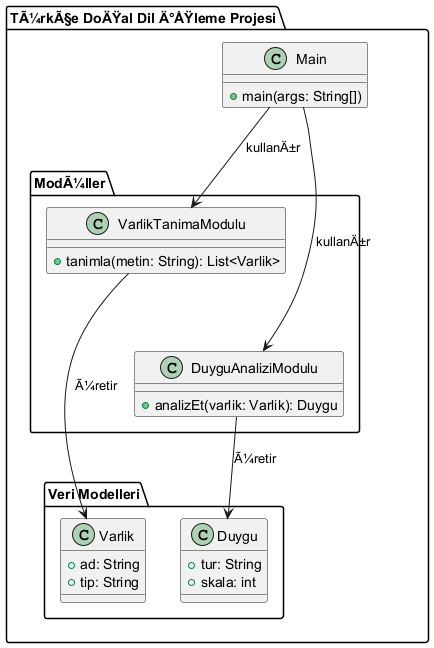 TÃ¼rkÃ§e DoÄŸal Dil Ä°ÅŸleme Projesi
C Main
main(args: String[])
kullanÄ±r
ModÃ¼ller
C VarlikTanimaModulu
tanimla(metin: String): List<Varlik>
kullanÄ±r
C DuyguAnaliziModulu
analizEt(varlik: Varlik): Duygu
Ã¼retir
Ã¼retir
Veri Modelleri
C Varlik
ad: String
tip: String
C Duygu
tur: String
skala: int